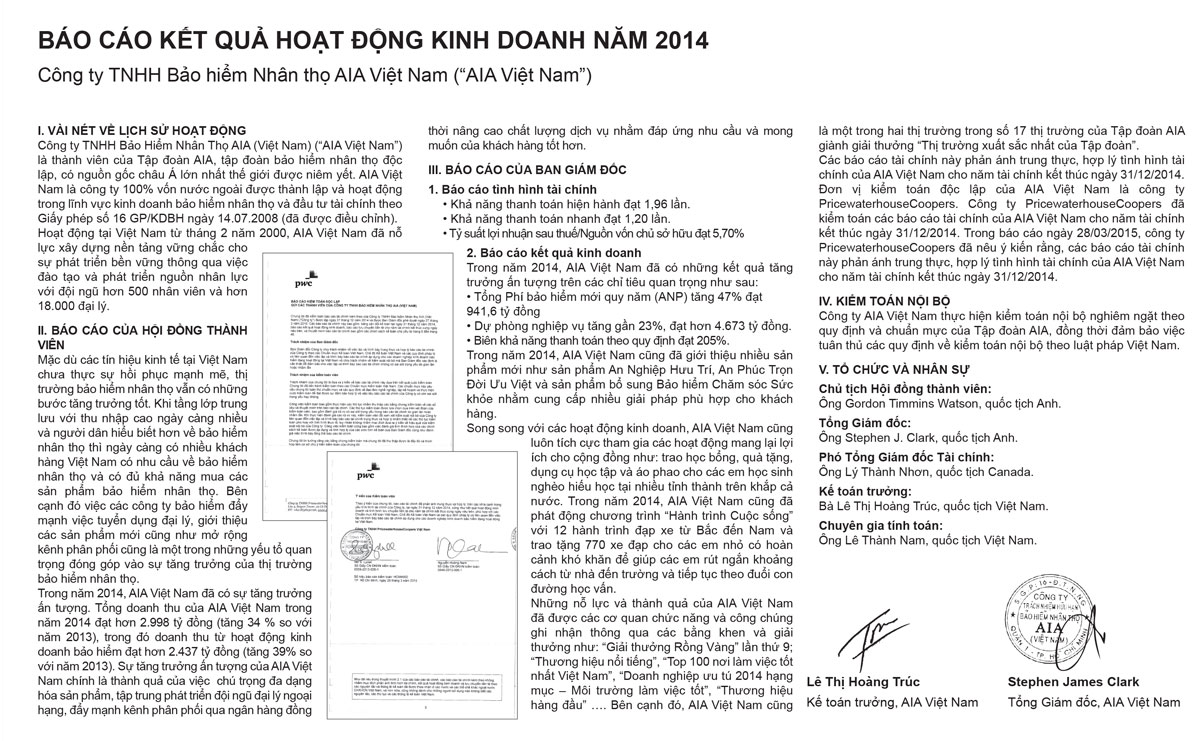 BÁO CÁO KẾT QUẢ HOẠT ĐỘNG KINH DOANH NĂM 2014
Công ty TNHH Bảo hiểm Nhân thọ AIA Việt Nam (“AIA Việt Nam”)
I. VÀI NÉT VỀ LỊCH SỬ HOẠT ĐỘNG
Công ty TNHH Bảo Hiểm Nhân Thọ AIA (Việt Nam) (“AIA Việt Nam”)
là thành viên của Tập đoàn AIA, tập đoàn bảo hiểm nhân thọ độc
lập, có nguồn gốc châu Á lớn nhất thế giới được niêm yết. AIA Việt
Nam là công ty 100% vốn nước ngoài được thành lập và hoạt động
trong lĩnh vực kinh doanh bảo hiểm nhân thọ và đầu tư tài chính theo
Giấy phép số 16 GP/KDBH ngày 14.07.2008 (đã được điều chỉnh).
Hoạt động tại Việt Nam từ tháng 2 năm 2000, AIA Việt Nam đã nỗ
lực xây dựng nền tảng vững chắc cho
sự phát triển bền vững thông qua việc
đào tạo và phát triển nguồn nhân lực
với đội ngũ hơn 500 nhân viên và hơn
18.000 đại lý.
II. BÁO CÁO CỦA HỘI ĐỒNG THÀNH
VIÊN
Mặc dù các tín hiệu kinh tế tại Việt Nam
chưa thực sự hồi phục mạnh mẽ, thị
trường bảo hiểm nhân thọ vẫn có những
bước tăng trưởng tốt. Khi tầng lớp trung
lưu với thu nhập cao ngày càng nhiều
và người dân hiểu biết hơn về bảo hiểm
nhân thọ thì ngày càng có nhiều khách
hàng Việt Nam có nhu cầu về bảo hiểm
nhân thọ và có đủ khả năng mua các
sản phẩm bảo hiểm nhân thọ. Bên
cạnh đó việc các công ty bảo hiểm đẩy
mạnh việc tuyển dụng đại lý, giới thiệu
các sản phẩm mới cũng như mở rộng
kênh phân phối cũng là một trong những yếu tố quan
trọng đóng góp vào sự tăng trưởng của thị trường
bảo hiểm nhân thọ.
Trong năm 2014, AIA Việt Nam đã có sự tăng trưởng
ấn tượng. Tổng doanh thu của AIA Việt Nam trong
năm 2014 đạt hơn 2.998 tỷ đồng (tăng 34 % so với
năm 2013), trong đó doanh thu từ hoạt động kinh
doanh bảo hiểm đạt hơn 2.437 tỷ đồng (tăng 39% so
với năm 2013). Sự tăng trưởng ấn tượng của AIA Việt
Nam chính là thành quả của việc chú trọng đa dạng
hóa sản phẩm, tập trung phát triển đội ngũ đại lý ngoại
hạng, đẩy mạnh kênh phân phối qua ngân hàng đồng
thời nâng cao chất lượng dịch vụ nhằm đáp ứng nhu cầu và mong
muốn của khách hàng tốt hơn.
III. BÁO CÁO CỦA BAN GIÁM ĐỐC
1. Báo cáo tình hình tài chính
• Khả năng thanh toán hiện hành đạt 1,96 lần.
• Khả năng thanh toán nhanh đạt 1,20 lần.
• Tỷ suất lợi nhuận sau thuế/Nguồn vốn chủ sở hữu đạt 5,70%
2. Báo cáo kết quả kinh doanh
Trong năm 2014, AIA Việt Nam đã có những kết quả tăng
trưởng ấn tượng trên các chỉ tiêu quan trọng như sau:
• Tổng Phí bảo hiểm mới quy năm (ANP) tăng 47% đạt
941,6 tỷ đồng
• Dự phòng nghiệp vụ tăng gần 23%, đạt hơn 4.673 tỷ đồng.
• Biên khả năng thanh toán theo quy định đạt 205%.
Trong năm 2014, AIA Việt Nam cũng đã giới thiệu nhiều sản
phẩm mới như sản phẩm An Nghiệp Hưu Trí, An Phúc Trọn
Đời Ưu Việt và sản phẩm bổ sung Bảo hiểm Chăm sóc Sức
khỏe nhằm cung cấp nhiều giải pháp phù hợp cho khách
hàng.
Song song với các hoạt động kinh doanh, AIA Việt Nam cũng
luôn tích cực tham gia các hoạt động mang lại lợi
ích cho cộng đồng như: trao học bổng, quà tặng,
dụng cụ học tập và áo phao cho các em học sinh
nghèo hiếu học tại nhiều tỉnh thành trên khắp cả
nước. Trong năm 2014, AIA Việt Nam cũng đã
phát động chương trình “Hành trình Cuộc sống”
với 12 hành trình đạp xe từ Bắc đến Nam và
trao tặng 770 xe đạp cho các em nhỏ có hoàn
cảnh khó khăn để giúp các em rút ngắn khoảng
cách từ nhà đến trường và tiếp tục theo đuổi con
đường học vấn.
Những nỗ lực và thành quả của AIA Việt Nam
đã được các cơ quan chức năng và công chúng
ghi nhận thông qua các bằng khen và giải
thưởng như: “Giải thưởng Rồng Vàng” lần thứ 9;
“Thương hiệu nổi tiếng”, “Top 100 nơi làm việc tốt
nhất Việt Nam”, “Doanh nghiệp ưu tú 2014 hạng
mục – Môi trường làm việc tốt”, “Thương hiệu
hàng đầu” …. Bên cạnh đó, AIA Việt Nam cũng
là một trong hai thị trường trong số 17 thị trường của Tập đoàn AIA
giành giải thưởng “Thị trường xuất sắc nhất của Tập đoàn”.
Các báo cáo tài chính này phản ánh trung thực, hợp lý tình hình tài
chính của AIA Việt Nam cho năm tài chính kết thúc ngày 31/12/2014.
Đơn vị kiểm toán độc lập của AIA Việt Nam là công ty
PricewaterhouseCoopers. Công ty PricewaterhouseCoopers đã
kiểm toán các báo cáo tài chính của AIA Việt Nam cho năm tài chính
kết thúc ngày 31/12/2014. Trong báo cáo ngày 28/03/2015, công ty
PricewaterhouseCoopers đã nêu ý kiến rằng, các báo cáo tài chính
này phản ánh trung thực, hợp lý tình hình tài chính của AIA Việt Nam
cho năm tài chính kết thúc ngày 31/12/2014.
IV. KIỂM TOÁN NỘI BỘ
Công ty AIA Việt Nam thực hiện kiểm toán nội bộ nghiêm ngặt theo
quy định và chuẩn mực của Tập đoàn AIA, đồng thời đảm bảo việc
tuân thủ các quy định về kiểm toán nội bộ theo luật pháp Việt Nam.
V. TỔ CHỨC VÀ NHÂN SỰ
Chủ tịch Hội đồng thành viên:
Ông Gordon Timmins Watson, quốc tịch Anh.
Tổng Giám đốc:
Ông Stephen J. Clark, quốc tịch Anh.
Phó Tổng Giám đốc Tài chính:
Ông Lý Thành Nhơn, quốc tịch Canada.
Kế toán trưởng:
Bà Lê Thị Hoàng Trúc, quốc tịch Việt Nam.
Chuyên gia tính toán:
Ông Lê Thành Nam, quốc tịch Việt Nam.
pwc
pwc
CÔNG TY
TRÁCH NHIỆM HỮU HẠN
BẢO HIỂM NHÂN THỌ
AIA
(VIỆT NAM)
Lê Thị Hoàng Trúc
Kế toán trưởng, AIA Việt Nam
Stephen James Clark
Tổng Giám đốc, AIA Việt Nam